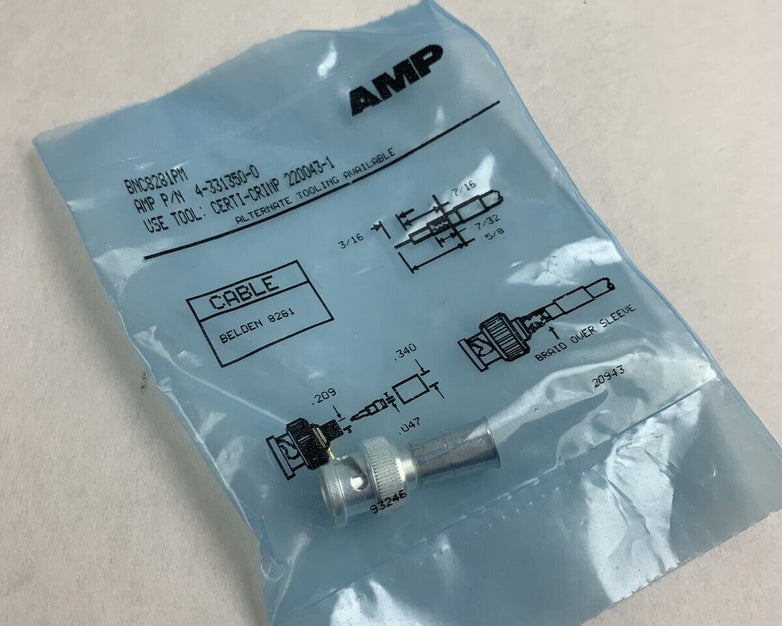 AMP
BNC8281PM
AMP P/N 4-331350-0
USE TOOL: CERTI-CRIMP 220043-1
ALTERNATE TOOLING AVAILABLE
7/16
3/16
7/32
5/8
CABLE
BELDEN 8281
BRAID OVER SLEEVE
.340
.209
.047
20943
93246